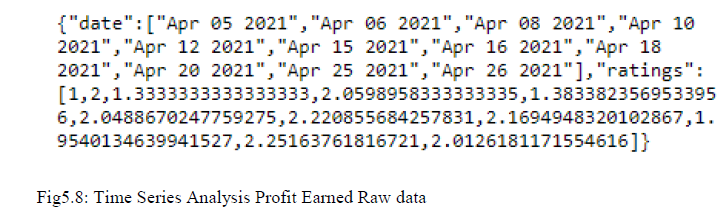 {"date":["Apr 05 2021","Apr 06 2021","Apr 08 2021","Apr 10
2021","Apr 12 2021","Apr 15 2021","Apr 16 2021","Apr 18
2021","Apr 20 2021","Apr 25 2021","Apr 26 2021"],"ratings":
[1,2,1.3333333333333333,2.0598958333333335,1.383382356953395
6,2.0488670247759275,2.220855684257831,2.1694948320102867,1.
9540134639941527,2.25163761816721,2.0126181171554616]}
Fig5.8: Time Series Analysis Profit Earned Raw data